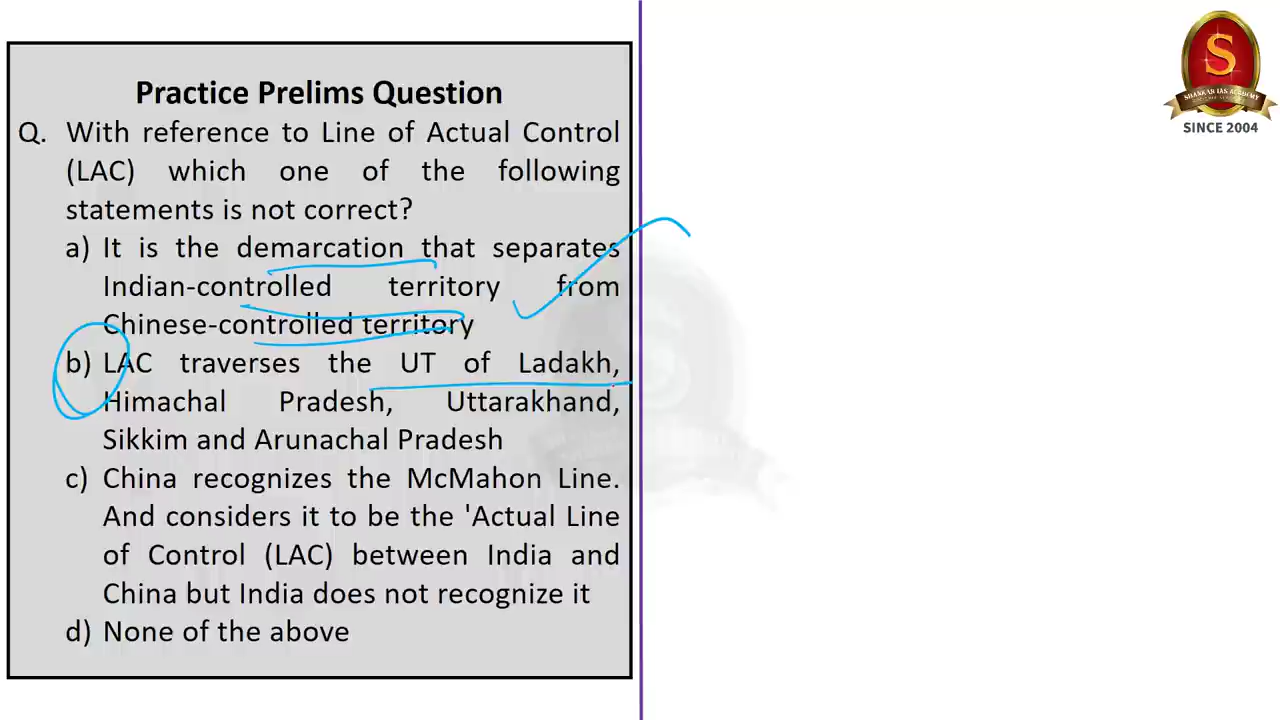 Practice Prelims Question
Q. With reference to Line of Actual Control
(LAC) which one of the following
statements is not correct?
a) It is the demarcation that separates
Indian-controlled territory from
Chinese-controlled territory
b) LAC traverses the UT of Ladakh,
Himachal Pradesh, Uttarakhand,
Sikkim and Arunachal Pradesh
c) China recognizes the McMahon Line.
And considers it to be the 'Actual Line
of Control (LAC) between India and
China but India does not recognize it
d) None of the above
S
SHANKAR IAS ACADEMY
SINCE 2004